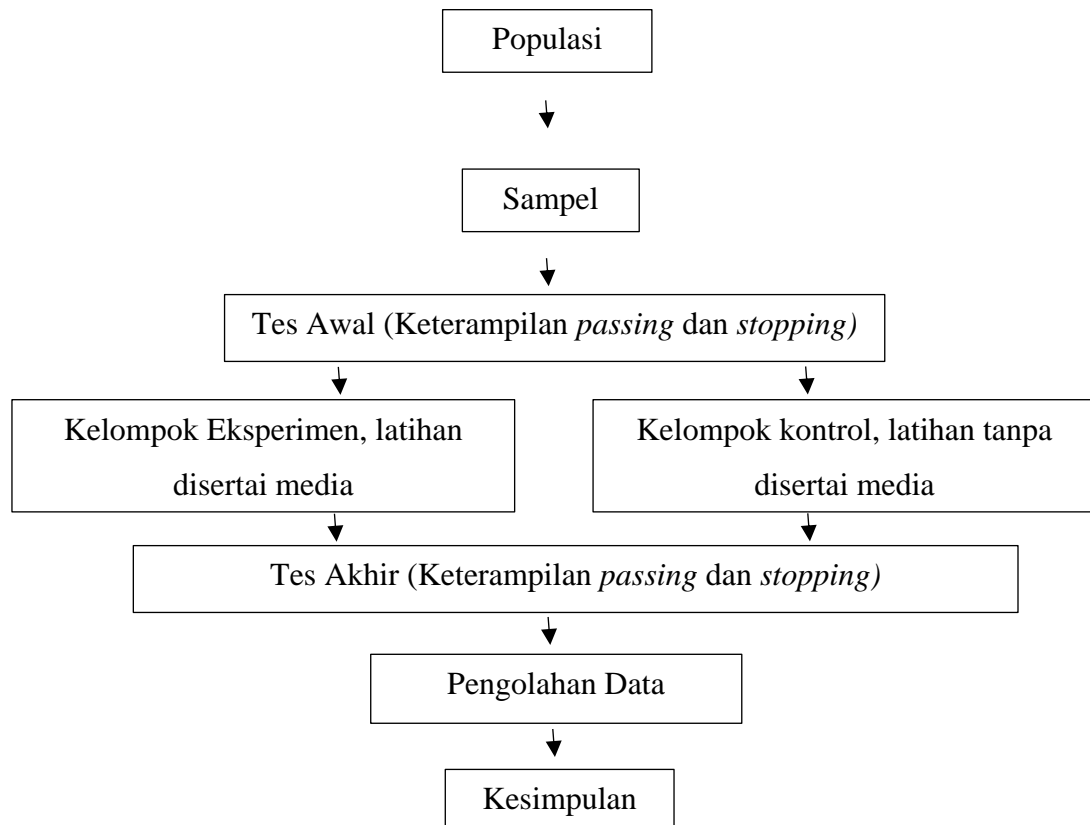 Populasi
Sampel
Tes Awal (Keterampilan passing dan stopping)
Kelompok Eksperimen, latihan
disertai media
Kelompok kontrol, latihan tanpa
disertai media
Tes Akhir (Keterampilan passing dan stopping)
Pengolahan Data
Kesimpulan